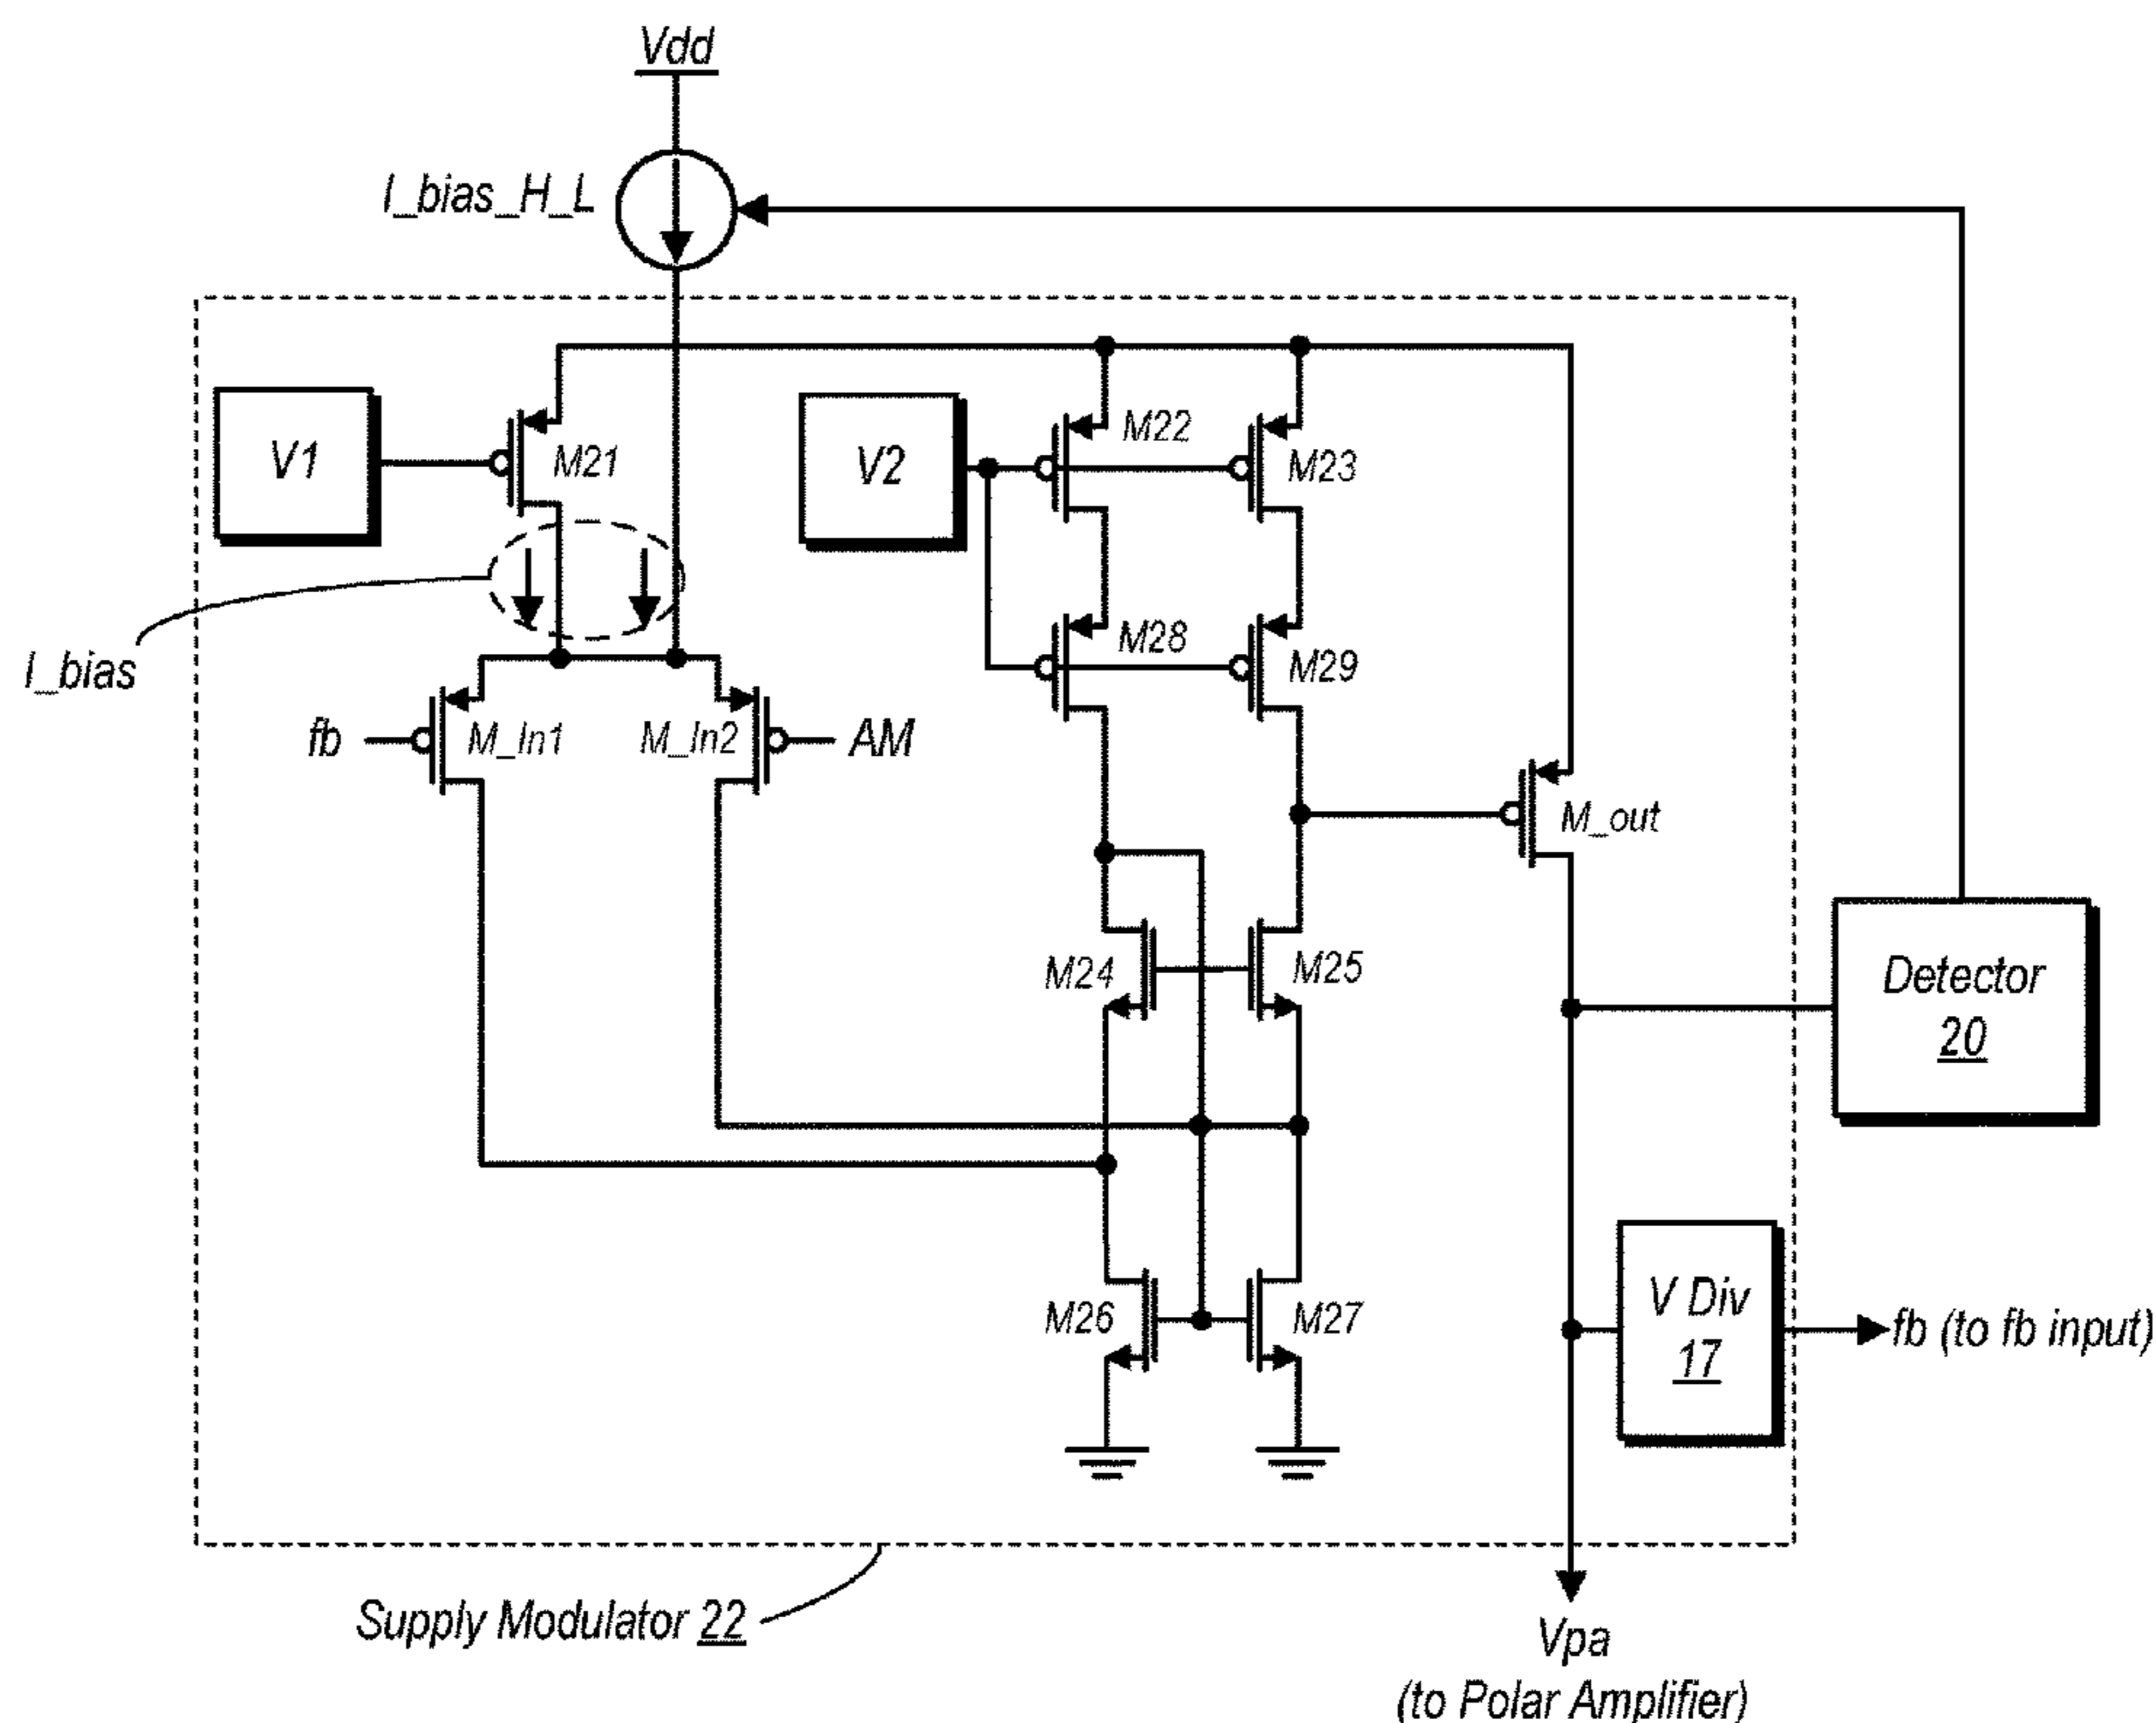 Vdd
I_bias_H_L
V1
M21
V2
M22
M23
M28
M29
I_bias
fb
M_In1
M_In2
AM
M_out
M24
M25
Detector
20
M26
M27
V Div
17
fb (to fb input)
Supply Modulator 22
Vpa
(to Polar Amplifier)